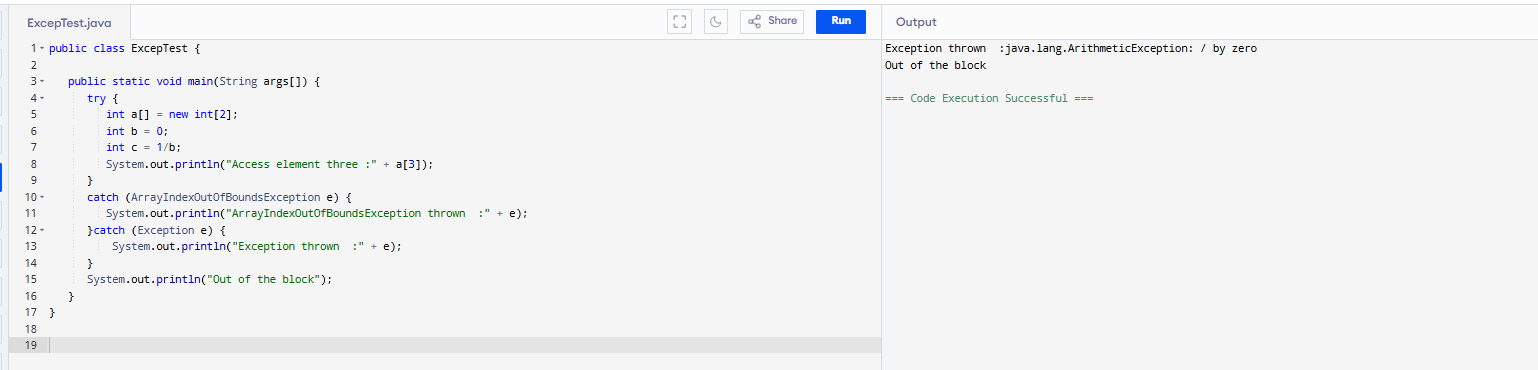 ExcepTest.java
Share
Run
Output
1 public class ExcepTest {
2
3 public static void main(String args[]) {
4 try {
5 int a[] = new int[2];
6 int b = 0;
7 int c = 1/b;
8 System.out.println("Access element three :" + a[3]);
9 }
10 catch (ArrayIndexOutOfBoundsException e) {
11 System.out.println("ArrayIndexOutOfBoundsException thrown  :" + e);
12 }catch (Exception e) {
13 System.out.println("Exception thrown  :" + e);
14 }
15 System.out.println("Out of the block");
16 }
17 }
18
19
Exception thrown  :java.lang.ArithmeticException: / by zero
Out of the block
=== Code Execution Successful ===